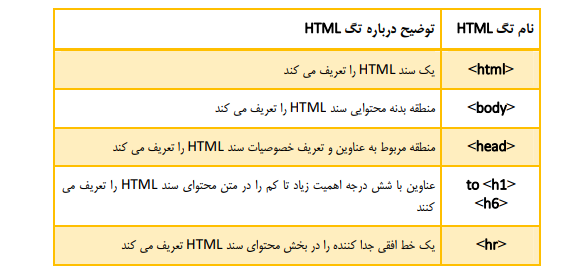 نام تگ HTML
توضیح درباره تگ HTML
<html>
یک سند HTML را تعریف می کند
<body>
منطقه بدنه محتوایی سند HTML را تعریف می کند
<head>
منطقه مربوط به عناوین و تعریف خصوصیات سند HTML را تعریف می کند
to <h1>
<h6>
عناوین با شش درجه اهمیت زیاد تا کم را در متن محتوای سند HTML را تعریف می
کنند
<hr>
یک خط افقی جدا کننده را در بخش محتوای سند HTML تعریف می کند